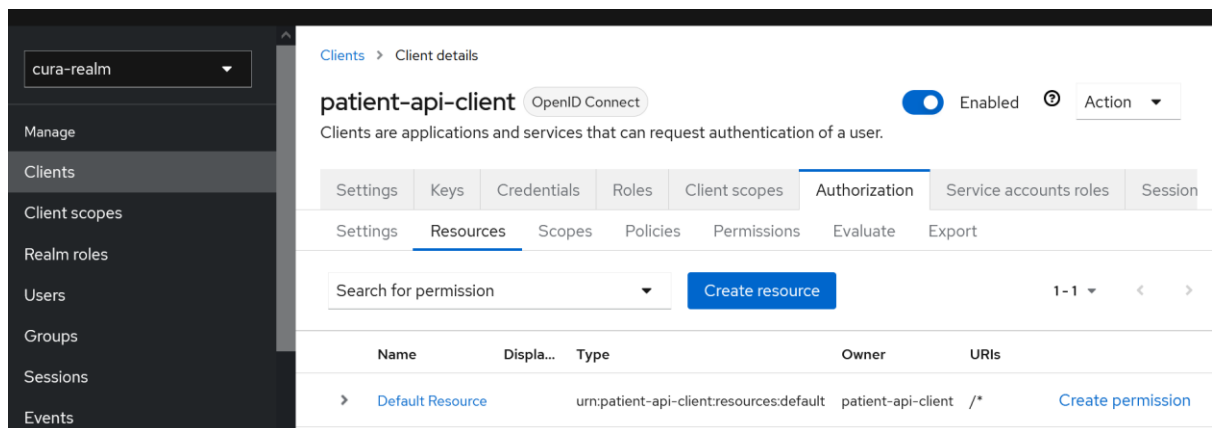 cura-realm
Manage
Clients
Client scopes
Realm roles
Users
Groups
Sessions
Events
Clients > Client details
patient-api-client OpenID Connect Enabled Action
Clients are applications and services that can request authentication of a user.
Settings Keys Credentials Roles Client scopes Authorization Service accounts roles Session
Settings Resources Scopes Policies Permissions Evaluate Export
Search for permission Create resource 1 - 1
Name Displa... Type Owner URIs
Default Resource urn:patient-api-client:resources:default patient-api-client /* Create permission